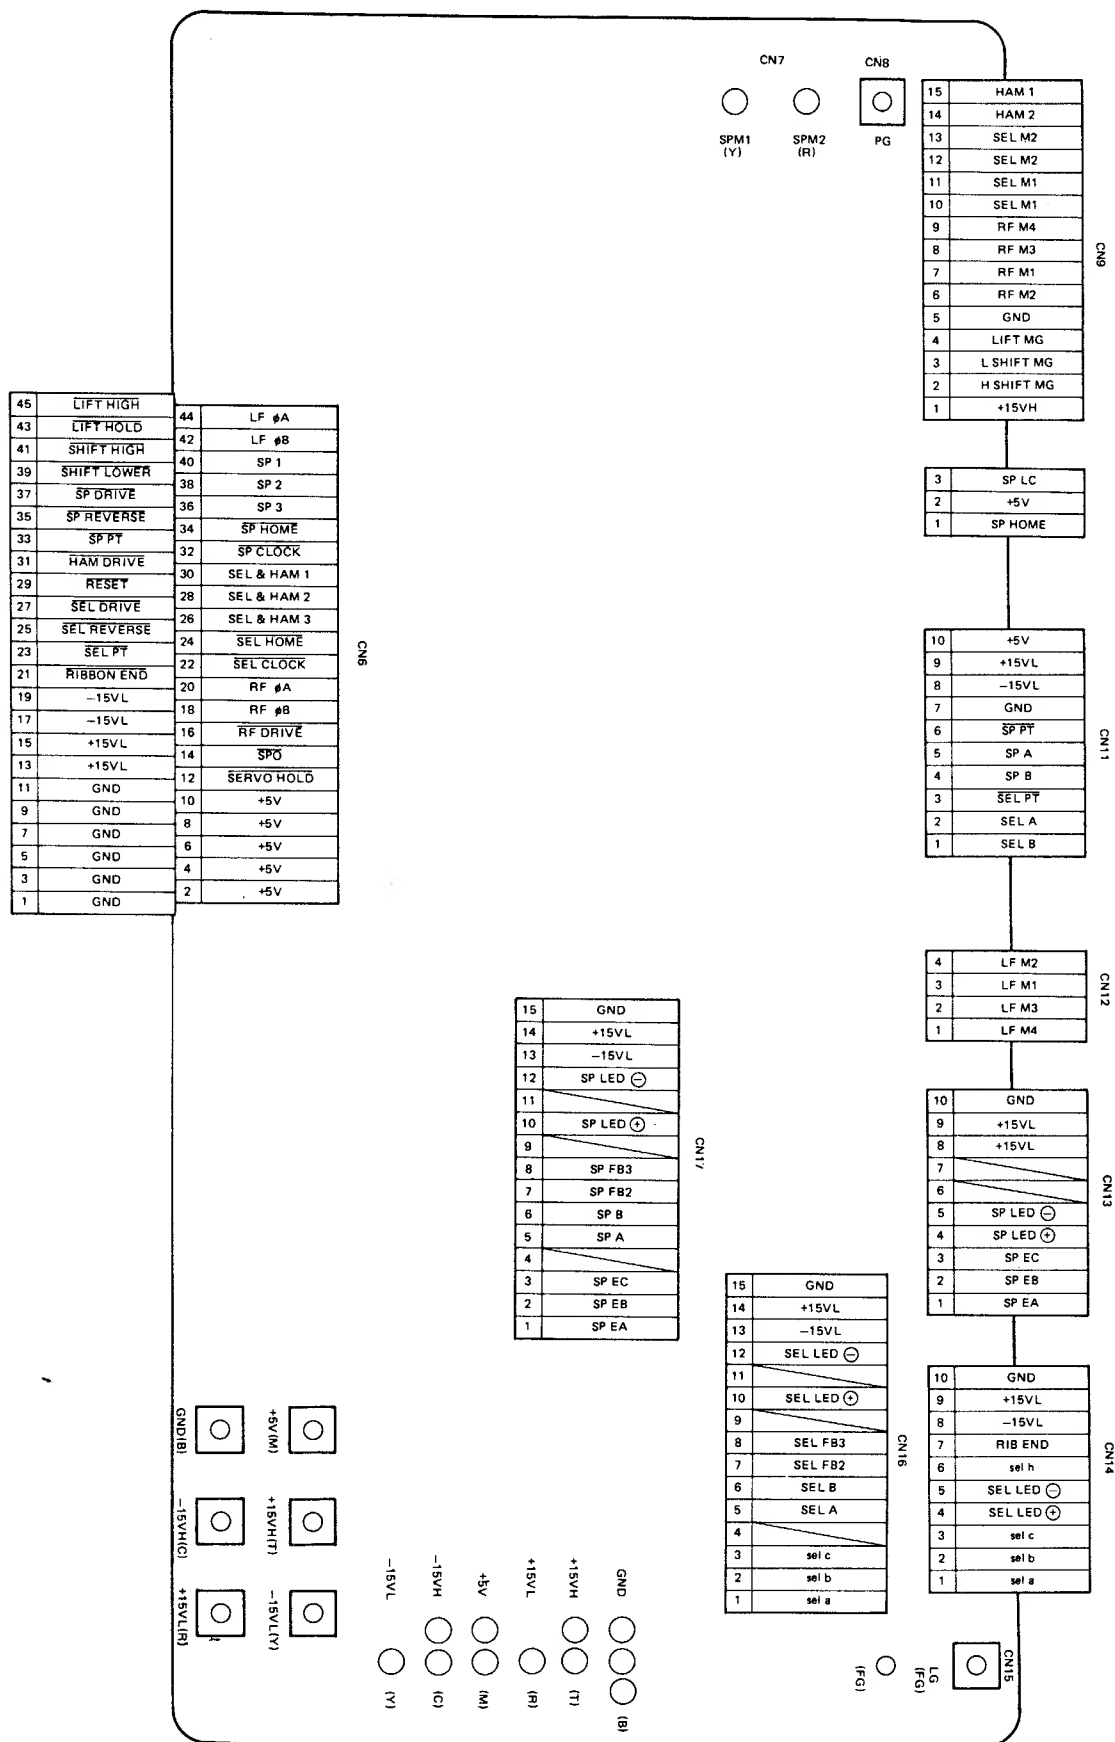 CN7
CN8
SPM1
(Y)
SPM2
(R)
PG
15 HAM 1
14 HAM 2
13 SEL M2
12 SEL M2
11 SEL M1
10 SEL M1
9 RF M4
8 RF M3
7 RF M1
6 RF M2
5 GND
4 LIFT MG
3 L SHIFT MG
2 H SHIFT MG
1 +15VH
CN9
3 SP LC
2 +5V
1 SP HOME
45 LIFT HIGH
43 LIFT HOLD
41 SHIFT HIGH
39 SHIFT LOWER
37 SP DRIVE
35 SP REVERSE
33 SP PT
31 HAM DRIVE
29 RESET
27 SEL DRIVE
25 SEL REVERSE
23 SEL PT
21 RIBBON END
19 –15VL
17 –15VL
15 +15VL
13 +15VL
11 GND
9 GND
7 GND
5 GND
3 GND
1 GND
44 LF øA
42 LF øB
40 SP 1
38 SP 2
36 SP 3
34 SP HOME
32 SP CLOCK
30 SEL & HAM 1
28 SEL & HAM 2
26 SEL & HAM 3
24 SEL HOME
22 SEL CLOCK
20 RF øA
18 RF øB
16 RF DRIVE
14 SPO
12 SERVO HOLD
10 +5V
8 +5V
6 +5V
4 +5V
2 +5V
CN6
10 +5V
9 +15VL
8 –15VL
7 GND
6 SP PT
5 SP A
4 SP B
3 SEL PT
2 SEL A
1 SEL B
CN11
4 LF M2
3 LF M1
2 LF M3
1 LF M4
CN12
15 GND
14 +15VL
13 –15VL
12 SP LED ⊖
11
10 SP LED ⊕
9
8 SP FB3
7 SP FB2
6 SP B
5 SP A
4
3 SP EC
2 SP EB
1 SP EA
CN17
10 GND
9 +15VL
8 +15VL
7
6
5 SP LED ⊖
4 SP LED ⊕
3 SP EC
2 SP EB
1 SP EA
CN13
15 GND
14 +15VL
13 –15VL
12 SEL LED ⊖
11
10 SEL LED ⊕
9
8 SEL FB3
7 SEL FB2
6 SEL B
5 SEL A
4
3 sel c
2 sel b
1 sel a
CN16
10 GND
9 +15VL
8 –15VL
7 RIB END
6 sel h
5 SEL LED ⊖
4 SEL LED ⊕
3 sel c
2 sel b
1 sel a
CN14
GND(B)
+5V(M)
–15VH(C)
+15VH(T)
+15VL(R)
–15VL(Y)
–15VL
–15VH
+5V
+15VL
+15VH
GND
(Y)
(C)
(M)
(R)
(T)
(B)
(FG)
LG
(FG)
CN15